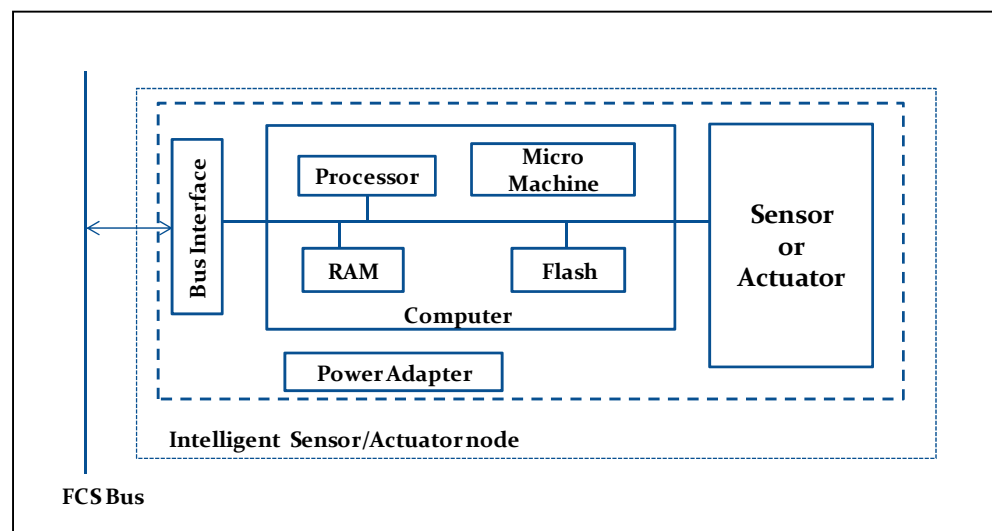 Bus Interface
Processor
Micro
Machine
RAM
Flash
Computer
Sensor
or
Actuator
Power Adapter
Intelligent Sensor/Actuator node
FCS Bus